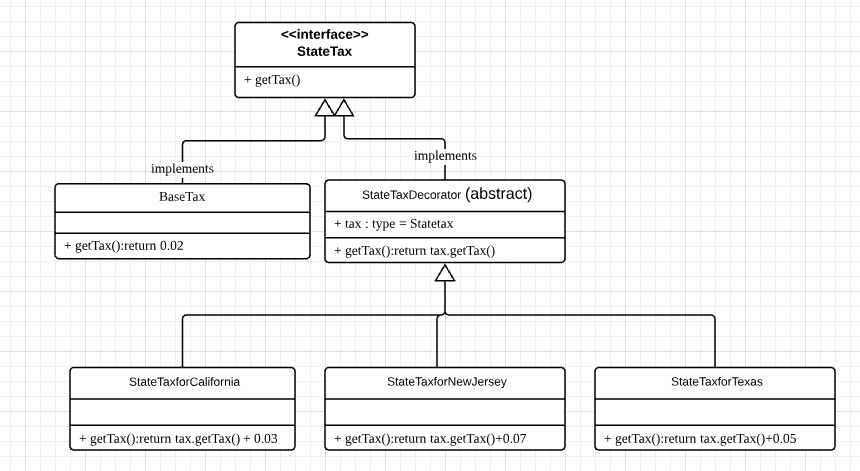 <<interface>>
StateTax
+ getTax()
implements
implements
BaseTax
+ getTax():return 0.02
StateTaxDecorator (abstract)
+ tax : type = Statetax
+ getTax():return tax.getTax()
StateTaxforCalifornia
+ getTax():return tax.getTax() + 0.03
StateTaxforNewJersey
+ getTax():return tax.getTax()+0.07
StateTaxforTexas
+ getTax():return tax.getTax()+0.05